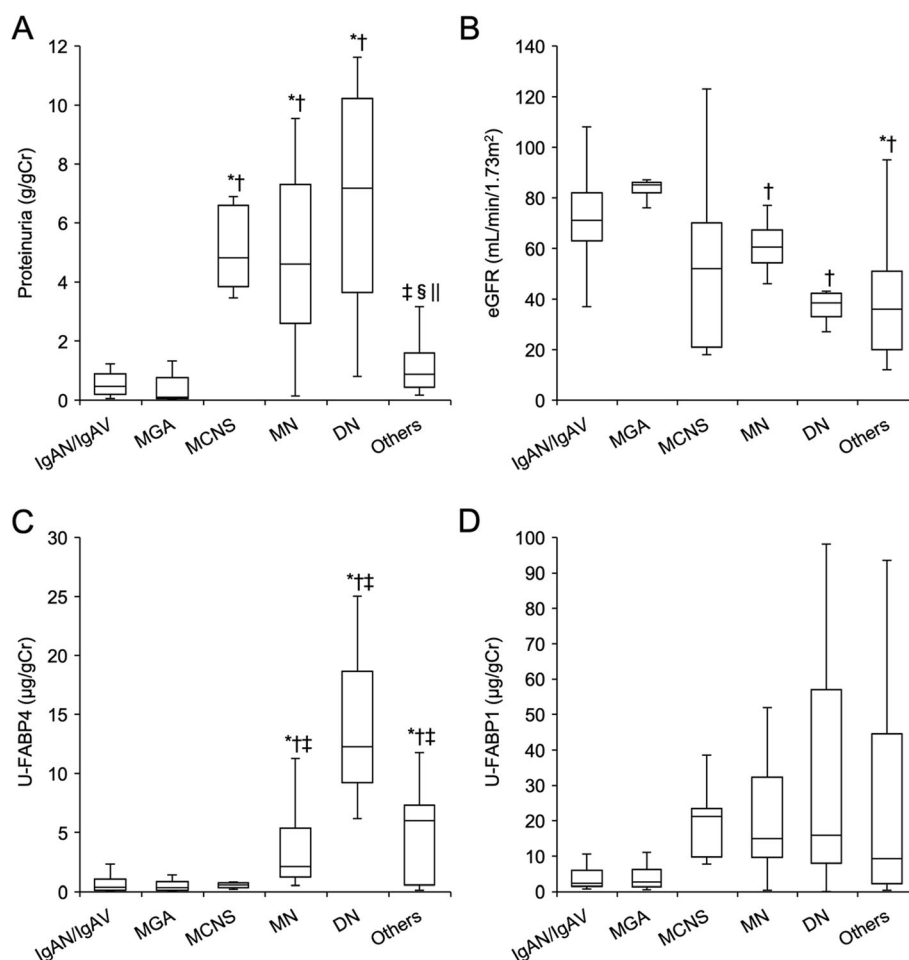 A
Proteinuria (g/gCr)
12
10
8
6
4
2
0
*†
*†
*†
‡ § ||
IgAN/IgAV
MGA
MCNS
MN
DN
Others
B
eGFR (mL/min/1.73m²)
140
120
100
80
60
40
20
0
†
†
*†
IgAN/IgAV
MGA
MCNS
MN
DN
Others
C
U-FABP4 (µg/gCr)
30
25
20
15
10
5
0
*†‡
*†‡
*†‡
IgAN/IgAV
MGA
MCNS
MN
DN
Others
D
U-FABP1 (µg/gCr)
100
90
80
70
60
50
40
30
20
10
0
IgAN/IgAV
MGA
MCNS
MN
DN
Others